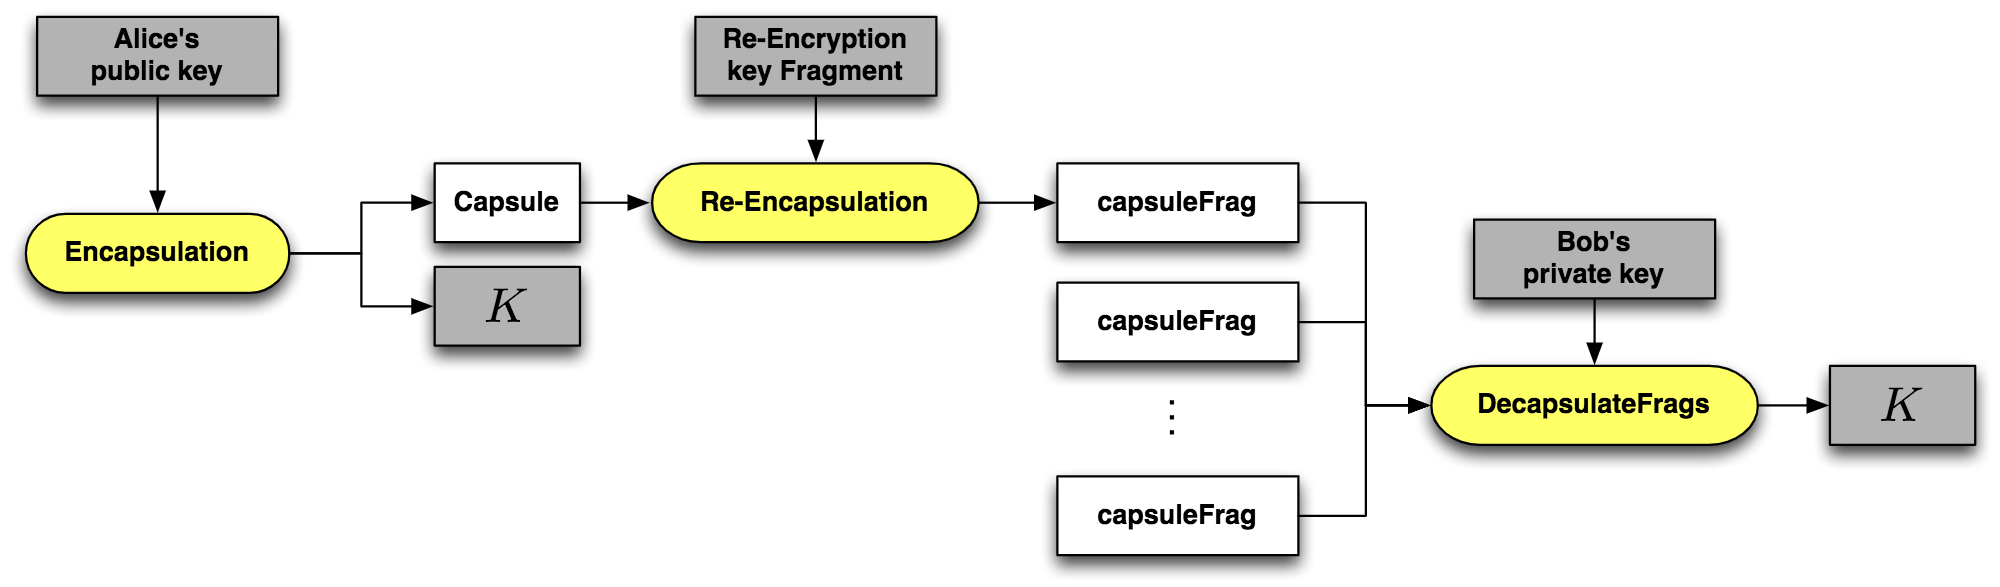 Alice's
public key
Encapsulation
Capsule
K
Re-Encryption
key Fragment
Re-Encapsulation
capsuleFrag
capsuleFrag
⋮
capsuleFrag
Bob's
private key
DecapsulateFrags
K